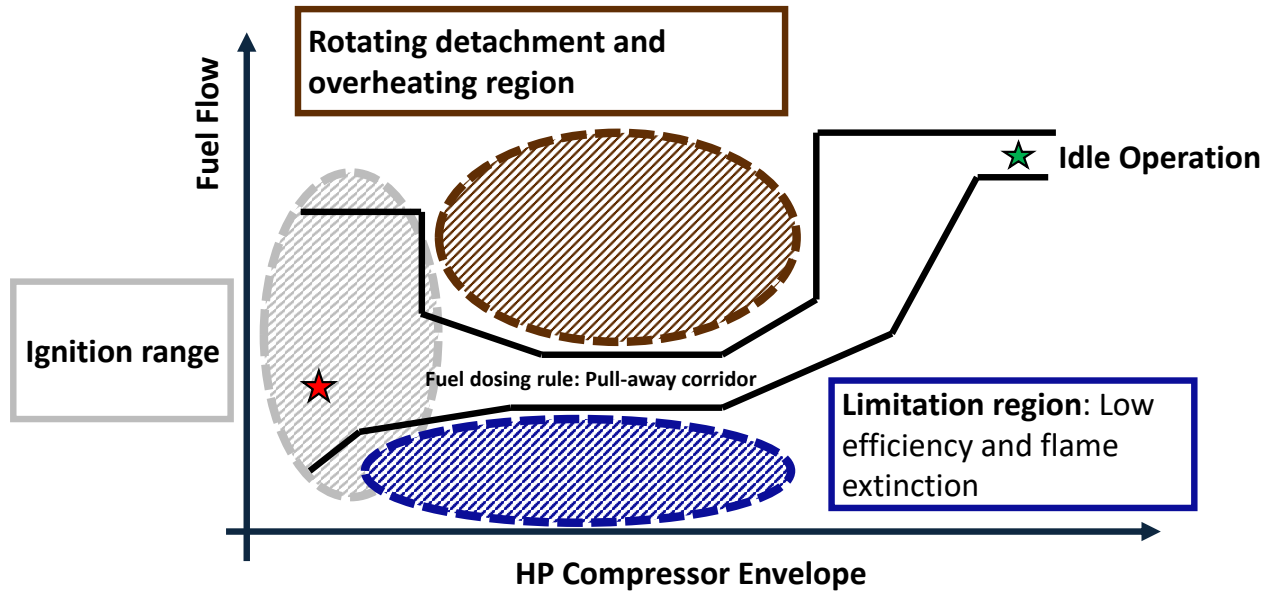 Rotating detachment and
overheating region
Fuel Flow
Idle Operation
Ignition range
Fuel dosing rule: Pull-away corridor
Limitation region: Low
efficiency and flame
extinction
HP Compressor Envelope